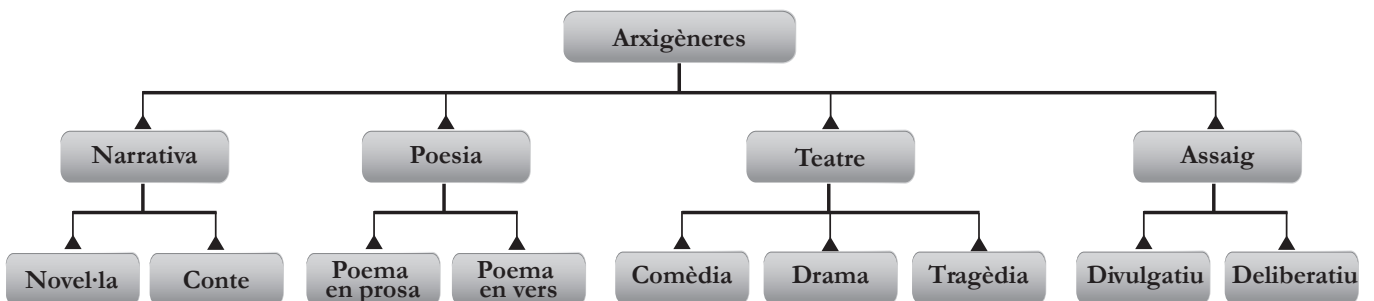 Arxigèneres
Narrativa
Poesia
Teatre
Assaig
Novel·la
Conte
Poema
en prosa
Poema
en vers
Comèdia
Drama
Tragèdia
Divulgatiu
Deliberatiu